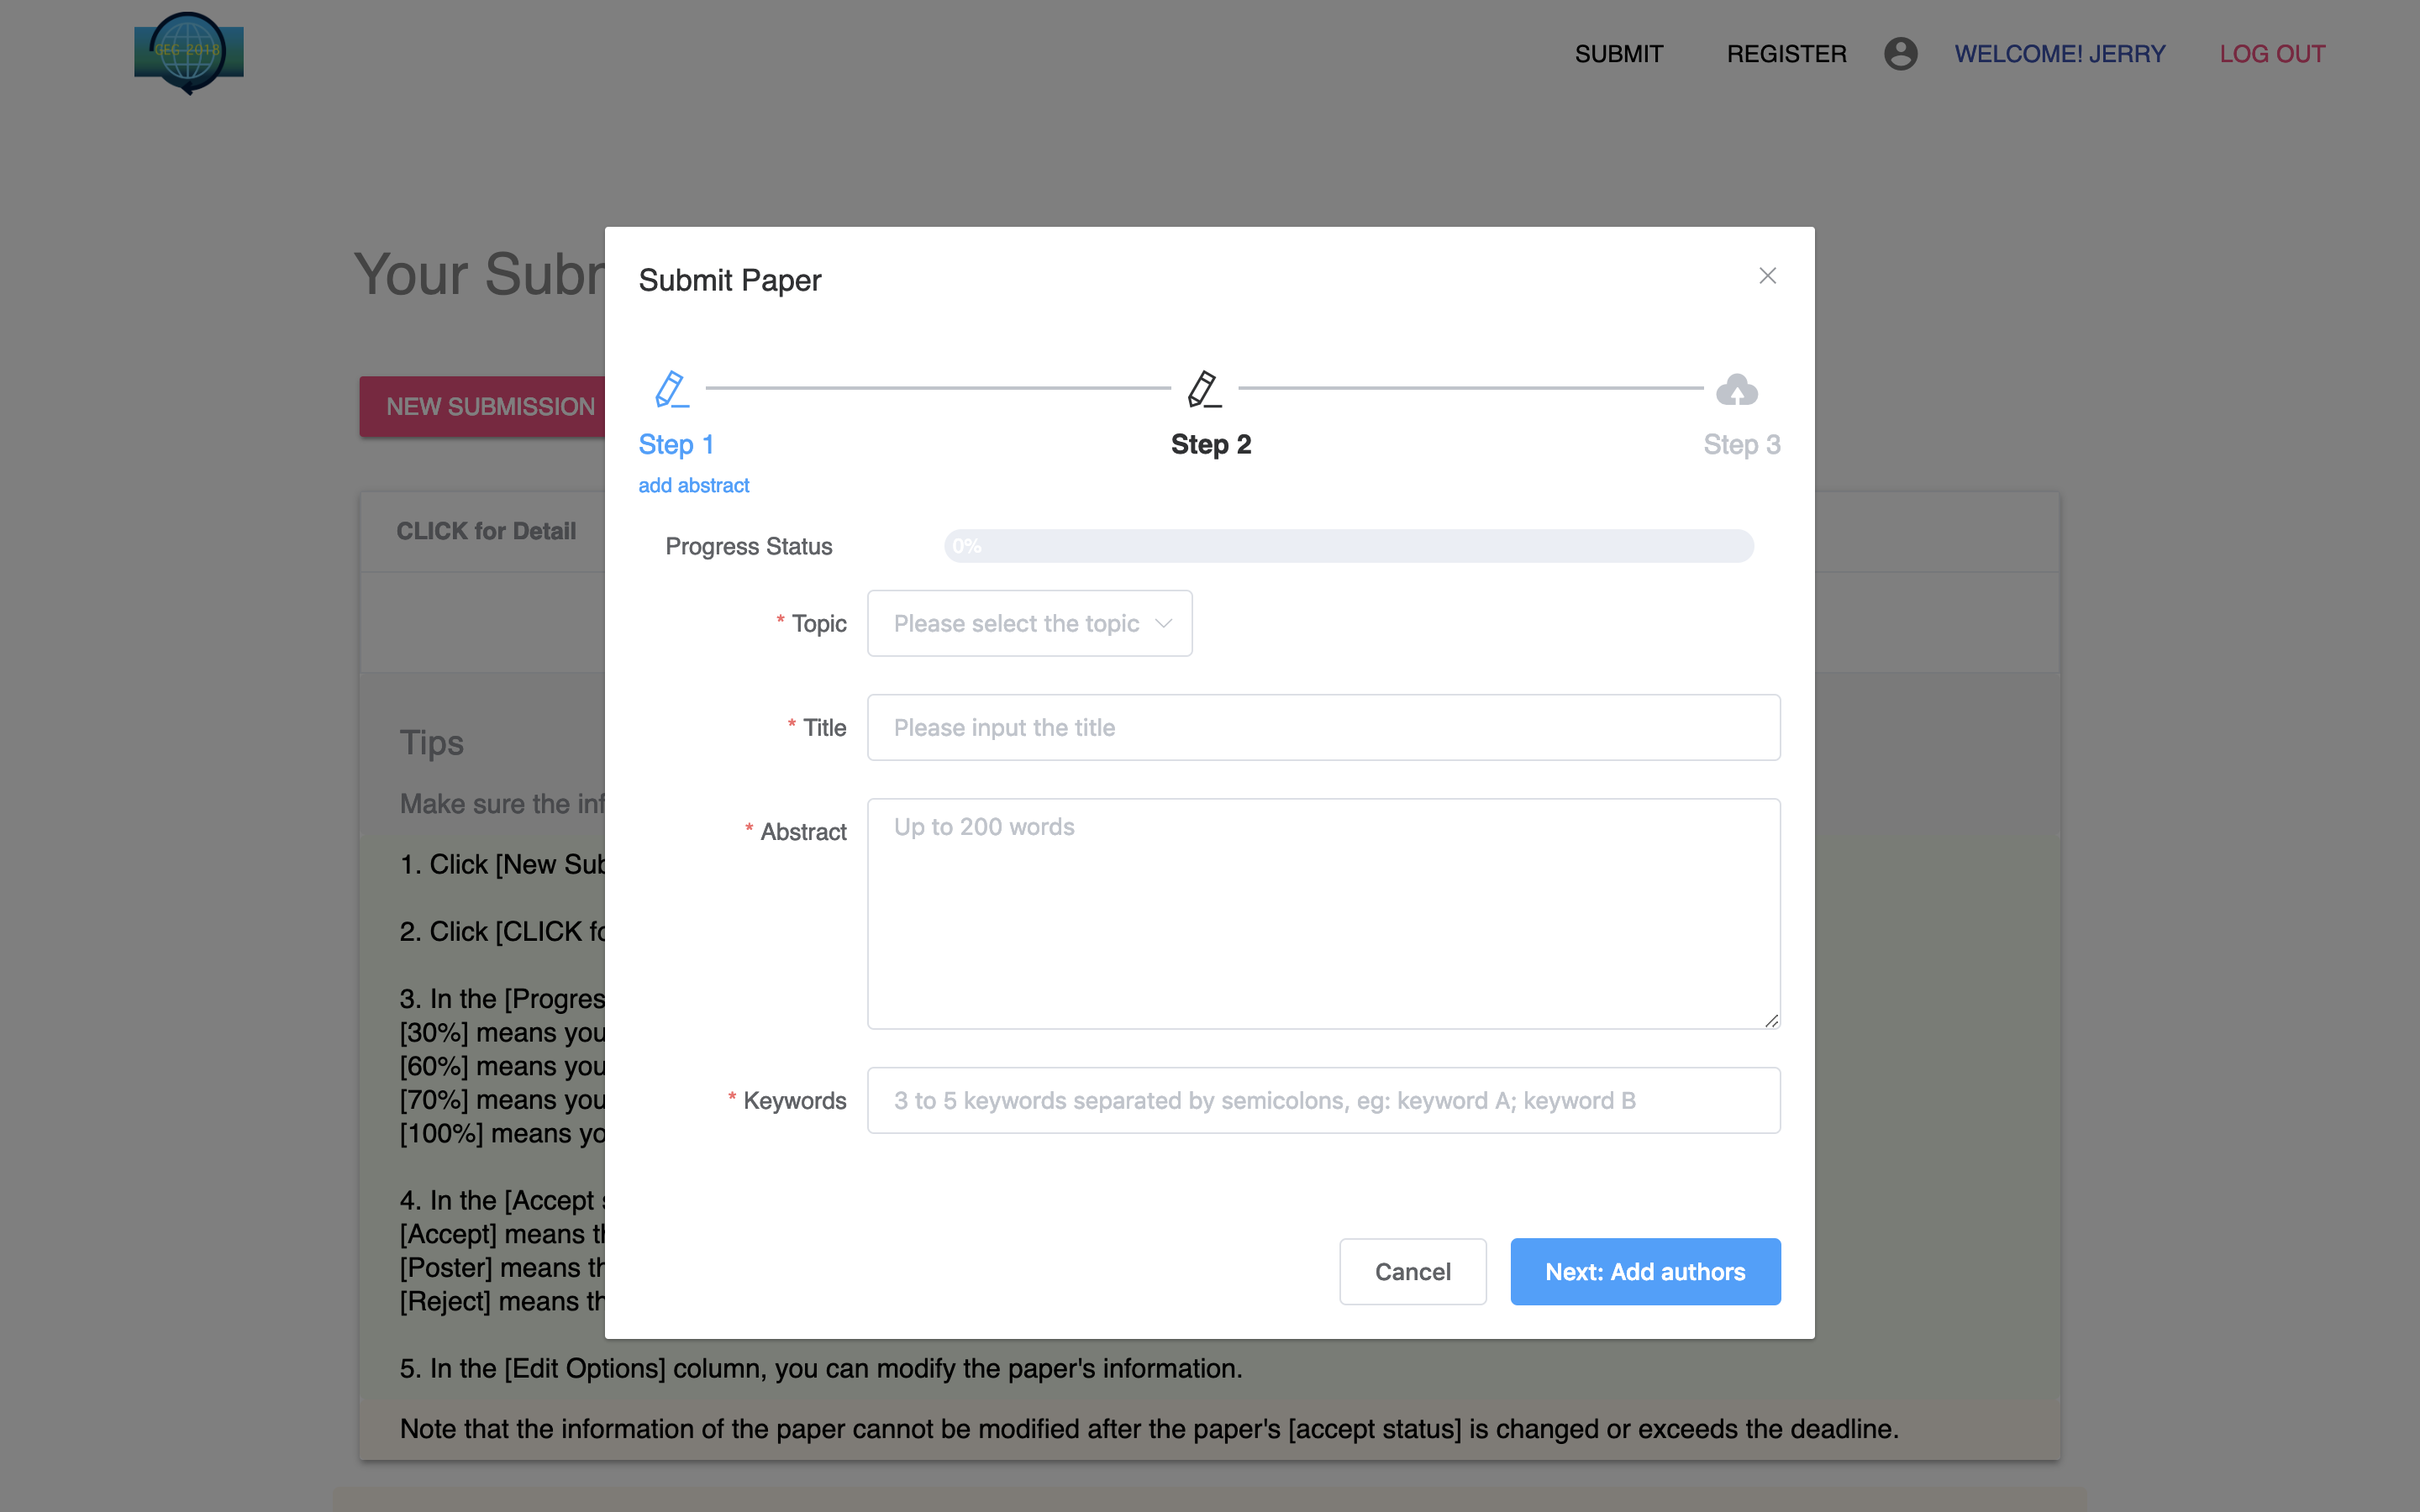 GEG 2018
SUBMIT
REGISTER
WELCOME! JERRY
LOG OUT
Your Subm
NEW SUBMISSION
CLICK for Detail
Submit Paper
Step 1
Step 2
Step 3
add abstract
Progress Status
0%
* Topic
Please select the topic
* Title
Please input the title
* Abstract
Up to 200 words
* Keywords
3 to 5 keywords separated by semicolons, eg: keyword A; keyword B
Cancel
Next: Add authors
Tips
Make sure the inf
1. Click [New Sub
2. Click [CLICK fo
3. In the [Progres
[30%] means you
[60%] means you
[70%] means you
[100%] means yo
4. In the [Accept s
[Accept] means th
[Poster] means th
[Reject] means th
5. In the [Edit Options] column, you can modify the paper's information.
Note that the information of the paper cannot be modified after the paper's [accept status] is changed or exceeds the deadline.